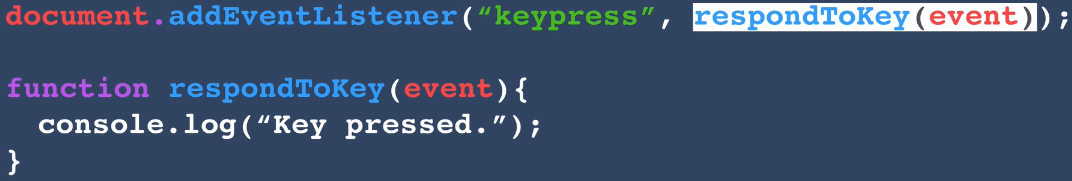 document.addEventListener(“keypress”, respondToKey(event));
function respondToKey(event){
  console.log(“Key pressed.”);
}